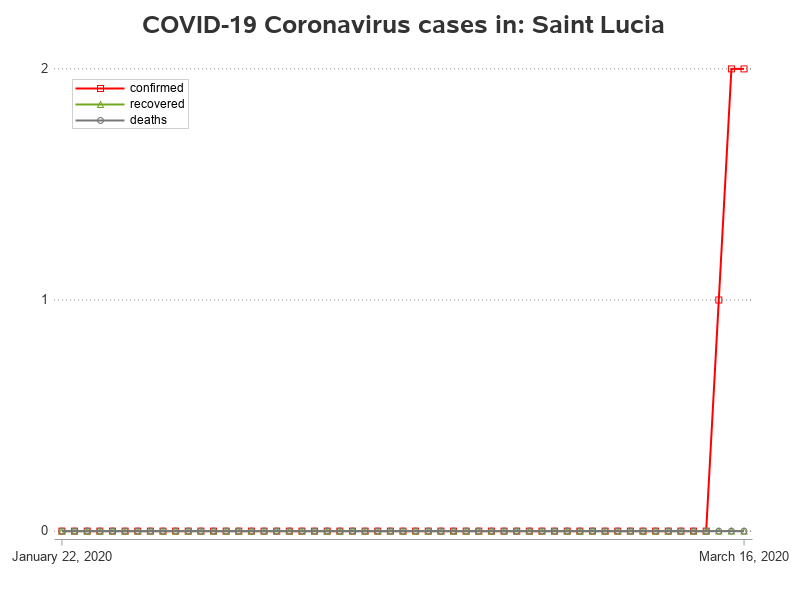 COVID-19 Coronavirus cases in: Saint Lucia
2
confirmed
recovered
deaths
1
0
January 22, 2020
March 16, 2020